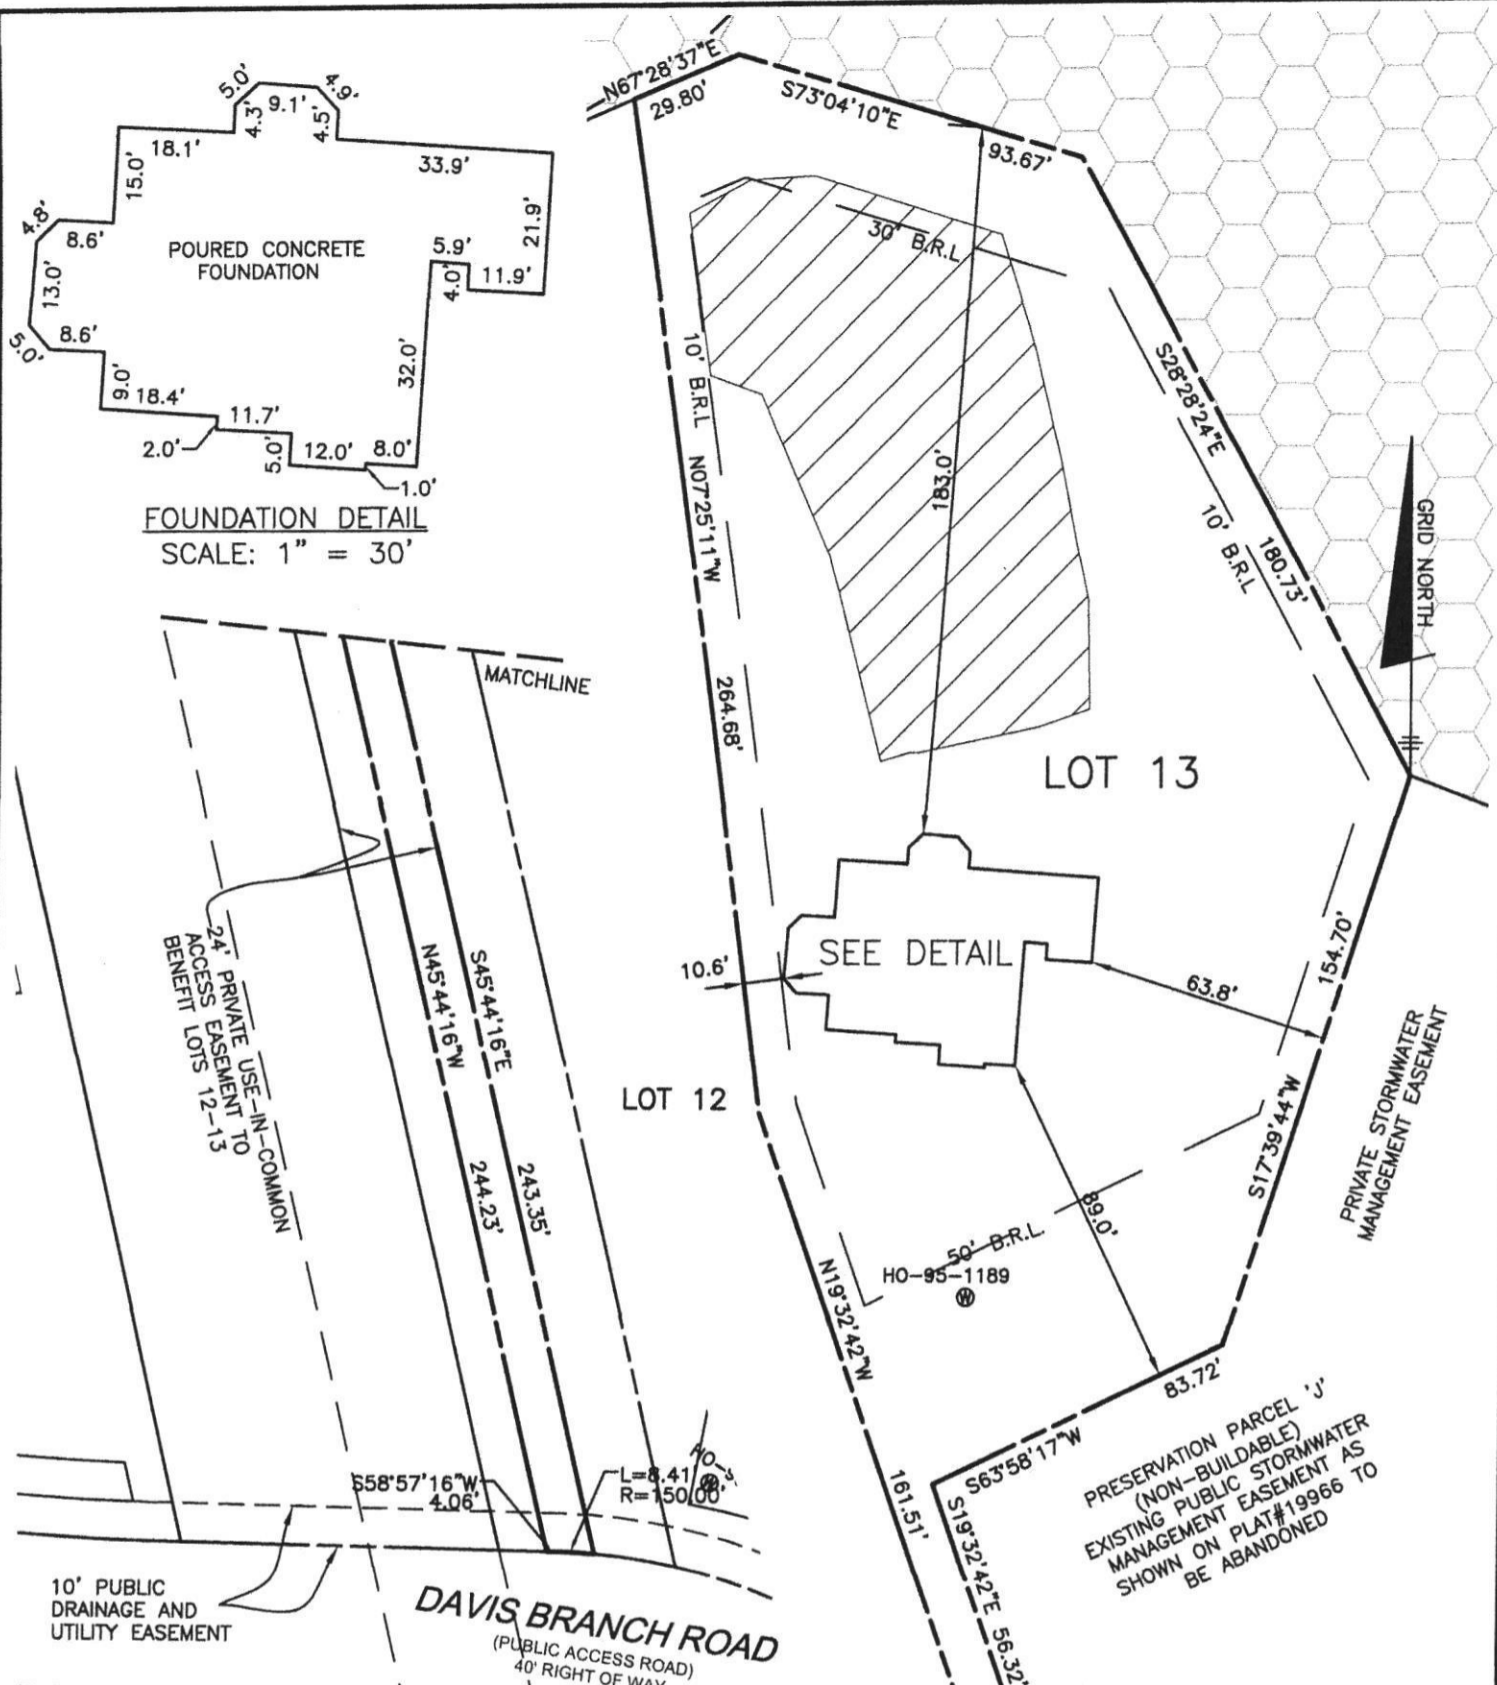 5.0'
4.3'
9.1'
4.5'
4.9'
18.1'
33.9'
15.0'
4.8'
8.6'
POURED CONCRETE
FOUNDATION
21.9'
5.9'
4.0'
11.9'
13.0'
5.0'
8.6'
9.0'
18.4'
32.0'
11.7'
2.0'
5.0'
12.0'
8.0'
1.0'
FOUNDATION DETAIL
SCALE: 1" = 30'
N67°28'37"E
29.80'
S73°04'10"E
93.67'
30' B.R.L
10' B.R.L
N07°25'11"W
264.68'
183.0'
S28°28'24"E
180.73'
10' B.R.L
GRID NORTH
LOT 13
MATCHLINE
24' PRIVATE USE-IN-COMMON
ACCESS EASEMENT TO
BENEFIT LOTS 12-13
N45°44'16"W
244.23'
S45°44'16"E
243.35'
SEE DETAIL
10.6'
63.8'
154.70'
S17°39'44"W
PRIVATE STORMWATER
MANAGEMENT EASEMENT
LOT 12
89.0'
50' B.R.L.
HO-95-1189
W
N19°32'42"W
161.51'
83.72'
S63°58'17"W
S19°32'42"E 56.32'
PRESERVATION PARCEL 'J'
(NON-BUILDABLE)
EXISTING PUBLIC STORMWATER
MANAGEMENT EASEMENT AS
SHOWN ON PLAT#19966 TO
BE ABANDONED
S58°57'16"W
4.06'
L=8.41'
R=150.00'
HO-
10' PUBLIC
DRAINAGE AND
UTILITY EASEMENT
DAVIS BRANCH ROAD
(PUBLIC ACCESS ROAD)
40' RIGHT OF WAY